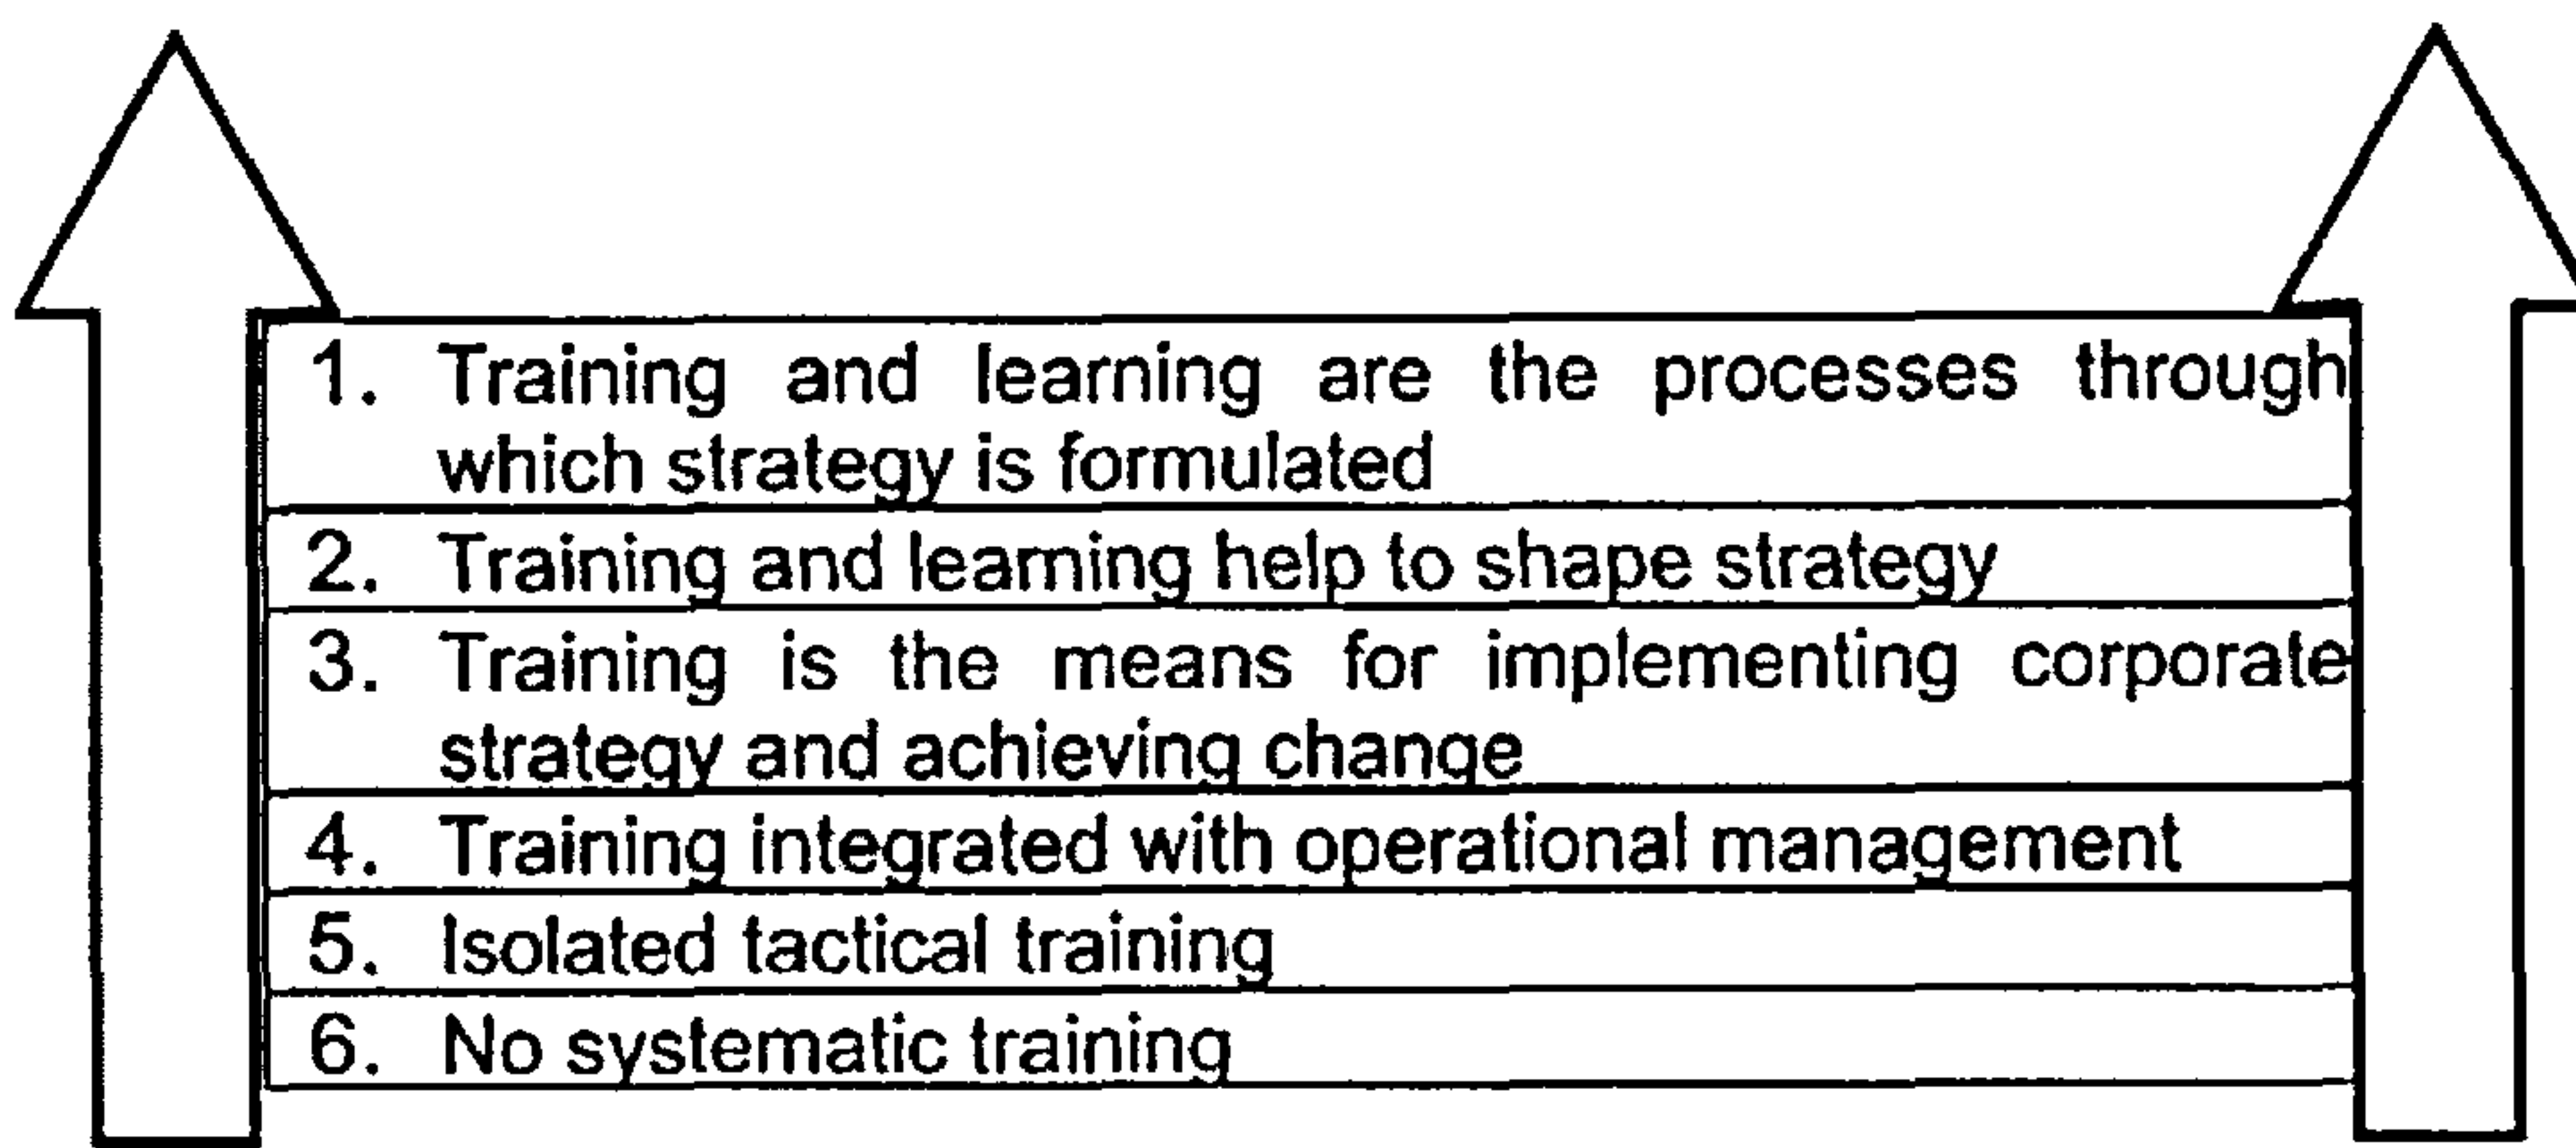 1. Training and learning are the processes through
which strategy is formulated
2. Training and learning help to shape strategy
3. Training is the means for implementing corporate
strategy and achieving change
4. Training integrated with operational management
5. Isolated tactical training
6. No systematic training